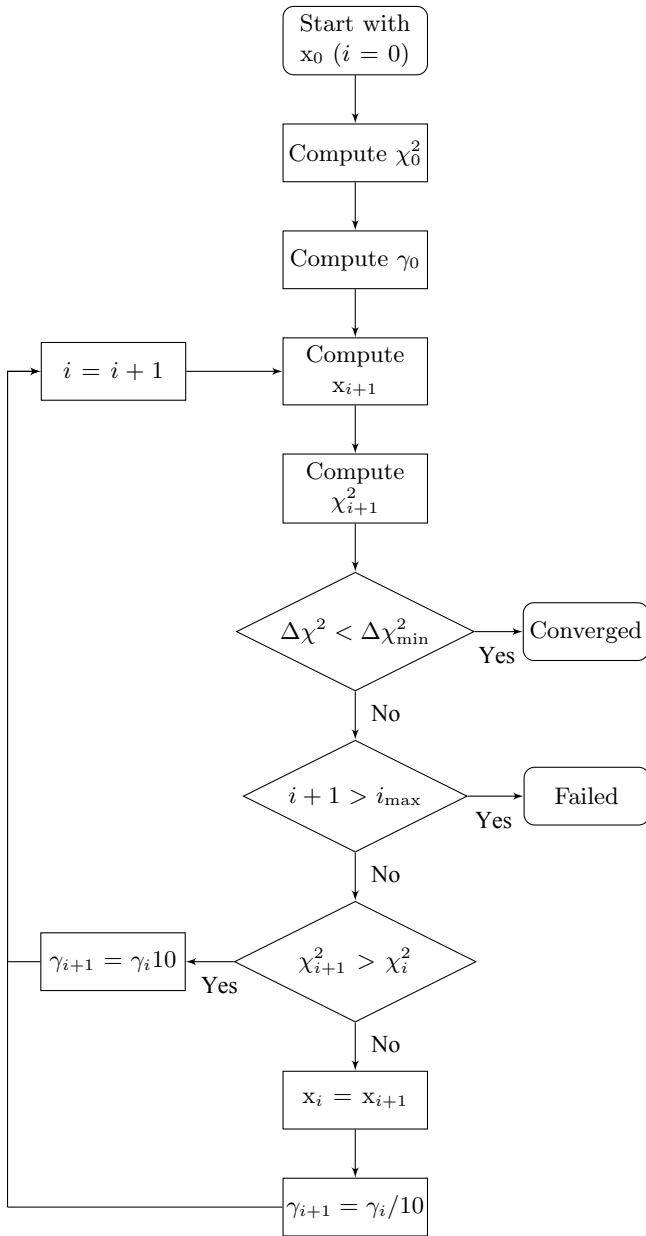 Start with
x₀ (i = 0)
Compute χ²₀
Compute γ₀
i = i + 1
Compute
xᵢ₊₁
Compute
χ²ᵢ₊₁
Δχ² < Δχ²ₘᵢₙ
Yes
Converged
No
i + 1 > iₘₐₓ
Yes
Failed
No
γᵢ₊₁ = γᵢ10
Yes
χ²ᵢ₊₁ > χ²ᵢ
No
xᵢ = xᵢ₊₁
γᵢ₊₁ = γᵢ/10